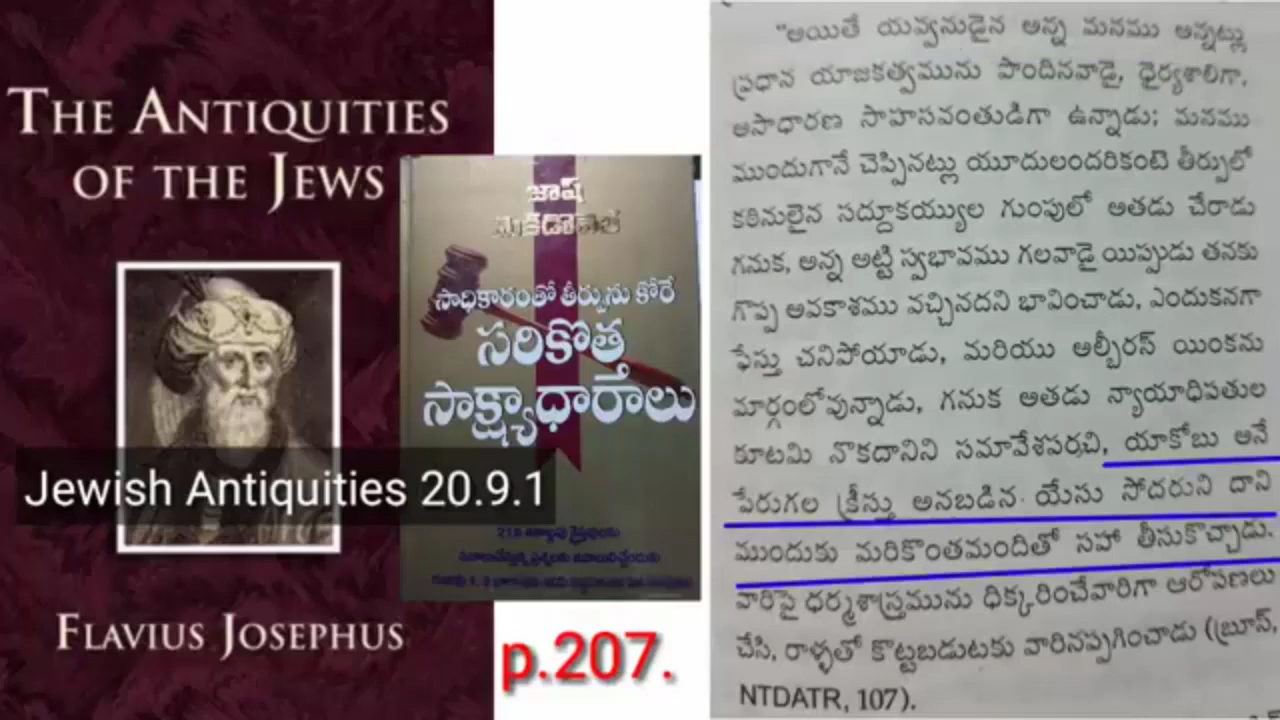 THE ANTIQUITIES
OF THE JEWS
Jewish Antiquities 20.9.1
FLAVIUS JOSEPHUS
జాష్
మెక్‌డొవెల్
సాధికారంతో తీర్పును కోరే
సరికొత్త
సాక్ష్యాధారాలు
p.207.
"అయితే యవ్వనుడైన అన్న మనము అన్నట్లు
ప్రధాన యాజకత్వమును పొందినవాడై, ధైర్యశాలిగా,
అసాధారణ సాహసవంతుడిగా ఉన్నాడు; మనము
ముందుగానే చెప్పినట్లు యూదులందరికంటె తీర్పులో
కఠినులైన సద్దూకయ్యుల గుంపులో అతడు చేరాడు
గనుక, అన్న అట్టి స్వభావము గలవాడై యిప్పుడు తనకు
గొప్ప అవకాశము వచ్చినదని భావించాడు, ఎందుకనగా
ఫేస్తు చనిపోయాడు, మరియు అల్బీరస్ యింకను
మార్గంలోవున్నాడు, గనుక అతడు న్యాయాధిపతుల
కూటమి నొకదానిని సమావేశపర్చి, యాకోబు అనే
పేరుగల క్రీస్తు అనబడిన యేసు సోదరుని దాని
ముందుకు మరికొంతమందితో సహా తీసుకొచ్చాడు.
వారిపై ధర్మశాస్త్రమును ధిక్కరించేవారిగా ఆరోపణలు
చేసి, రాళ్ళతో కొట్టబడుటకు వారినప్పగించాడు (బ్రూస్,
NTDATR, 107).